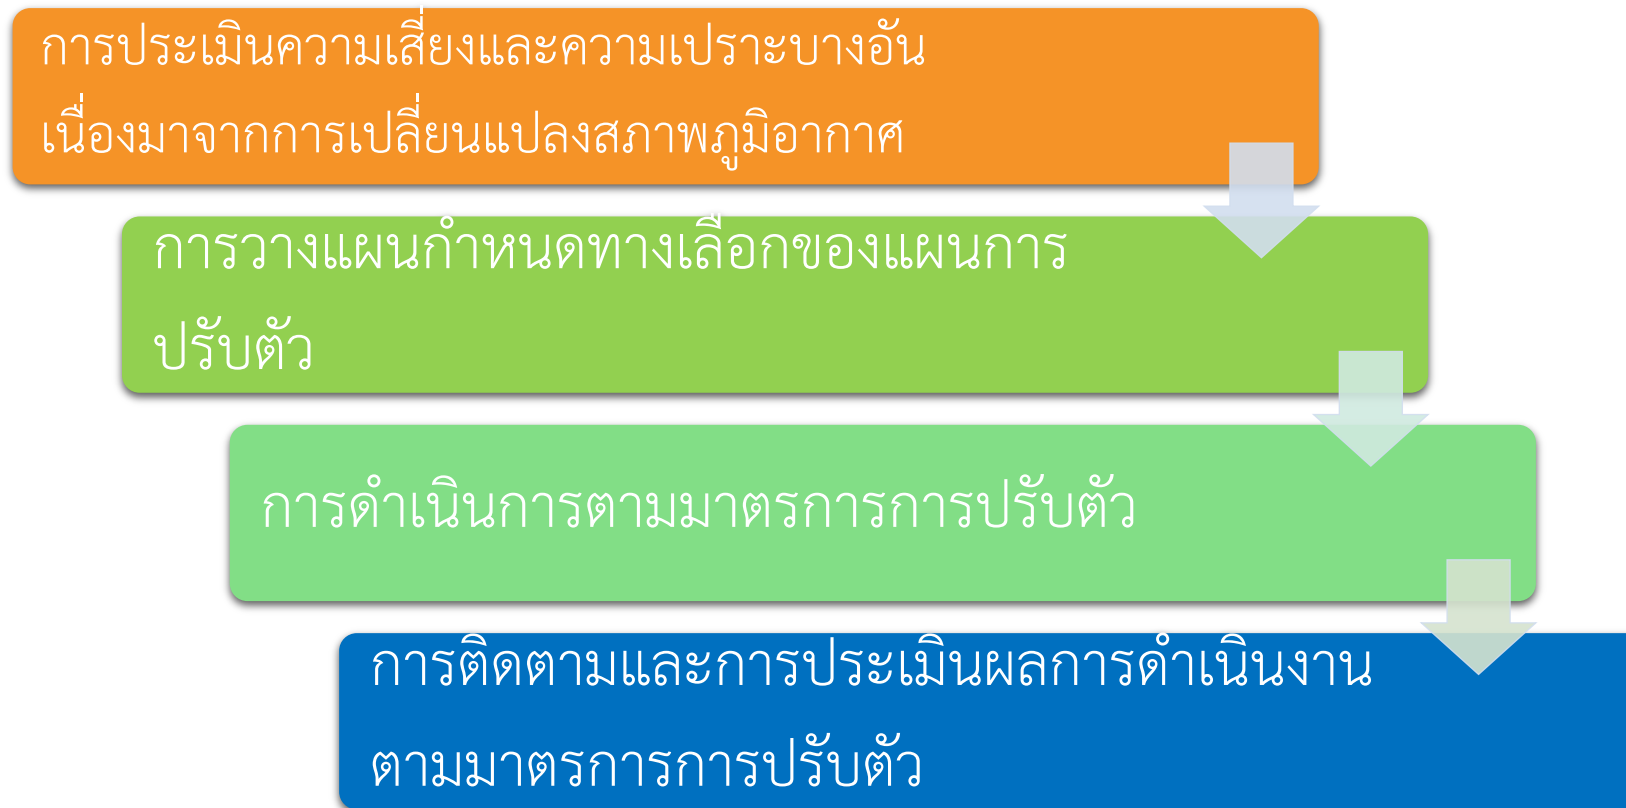 การประเมินความเสี่ยงและความเปราะบางอัน
เนื่องมาจากการเปลี่ยนแปลงสภาพภูมิอากาศ
การวางแผนกำหนดทางเลือกของแผนการ
ปรับตัว
การดำเนินการตามมาตรการการปรับตัว
การติดตามและการประเมินผลการดำเนินงาน
ตามมาตรการการปรับตัว